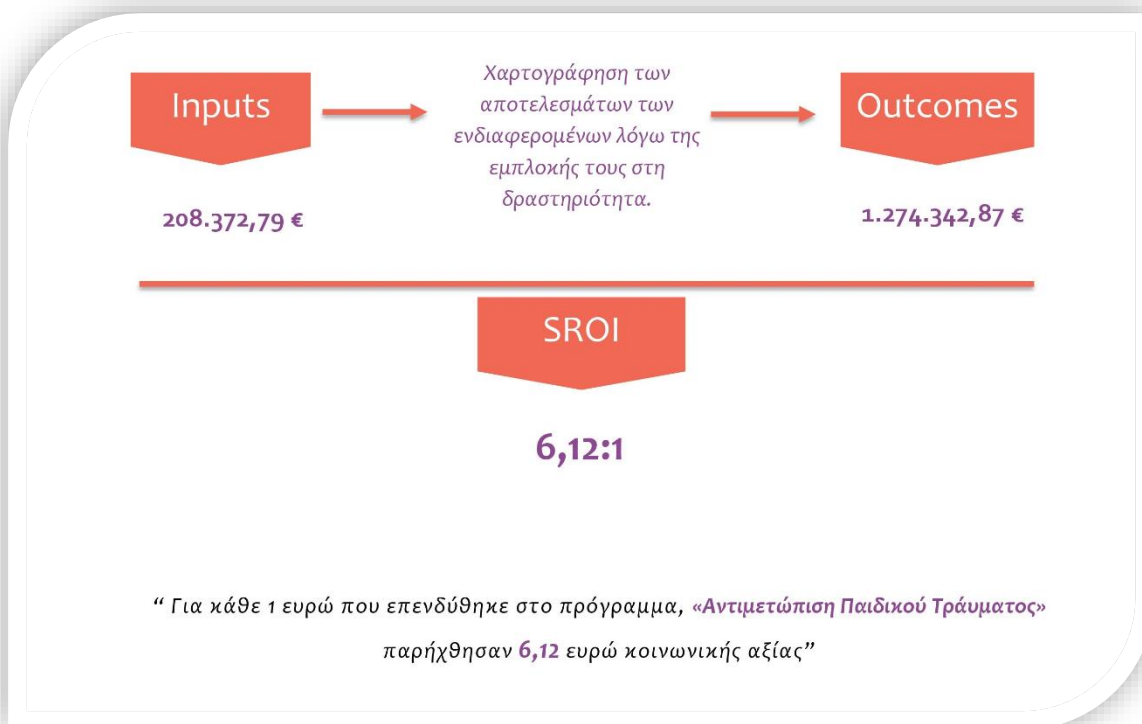 Inputs
Χαρτογράφηση των
αποτελεσμάτων των
ενδιαφερομένων λόγω της
εμπλοκής τους στη
δραστηριότητα.
Outcomes
208.372,79 €
1.274.342,87 €
SROI
6,12:1
“ Για κάθε 1 ευρώ που επενδύθηκε στο πρόγραμμα, «Αντιμετώπιση Παιδικού Τράυματος»
παρήχθησαν 6,12 ευρώ κοινωνικής αξίας”